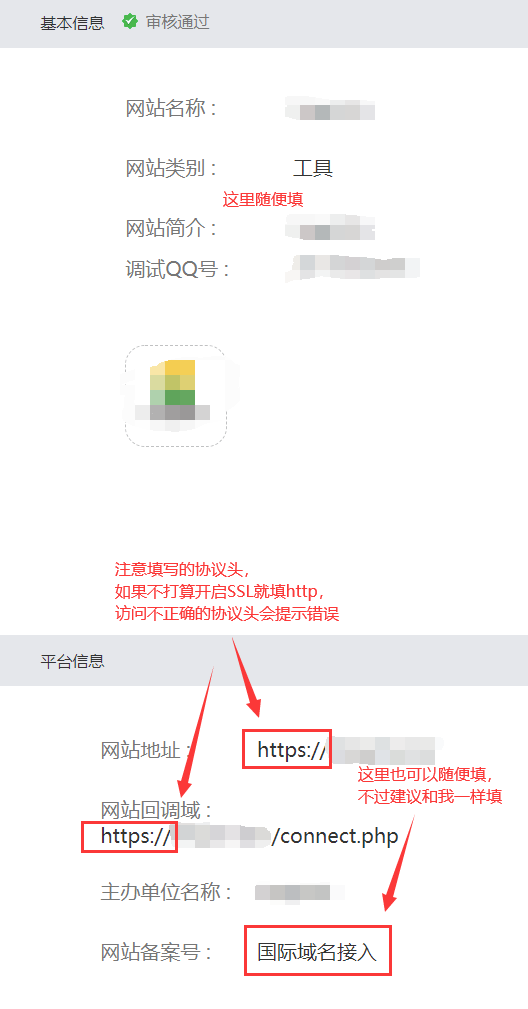 基本信息 审核通过
网站名称：
网站类别： 工具
这里随便填
网站简介：
调试QQ号：
注意填写的协议头，
如果不打算开启SSL就填http，
访问不正确的协议头会提示错误
平台信息
网站地址： https://
这里也可以随便填，
不过建议和我一样填
网站回调域：
https:// /connect.php
主办单位名称：
网站备案号： 国际域名接入